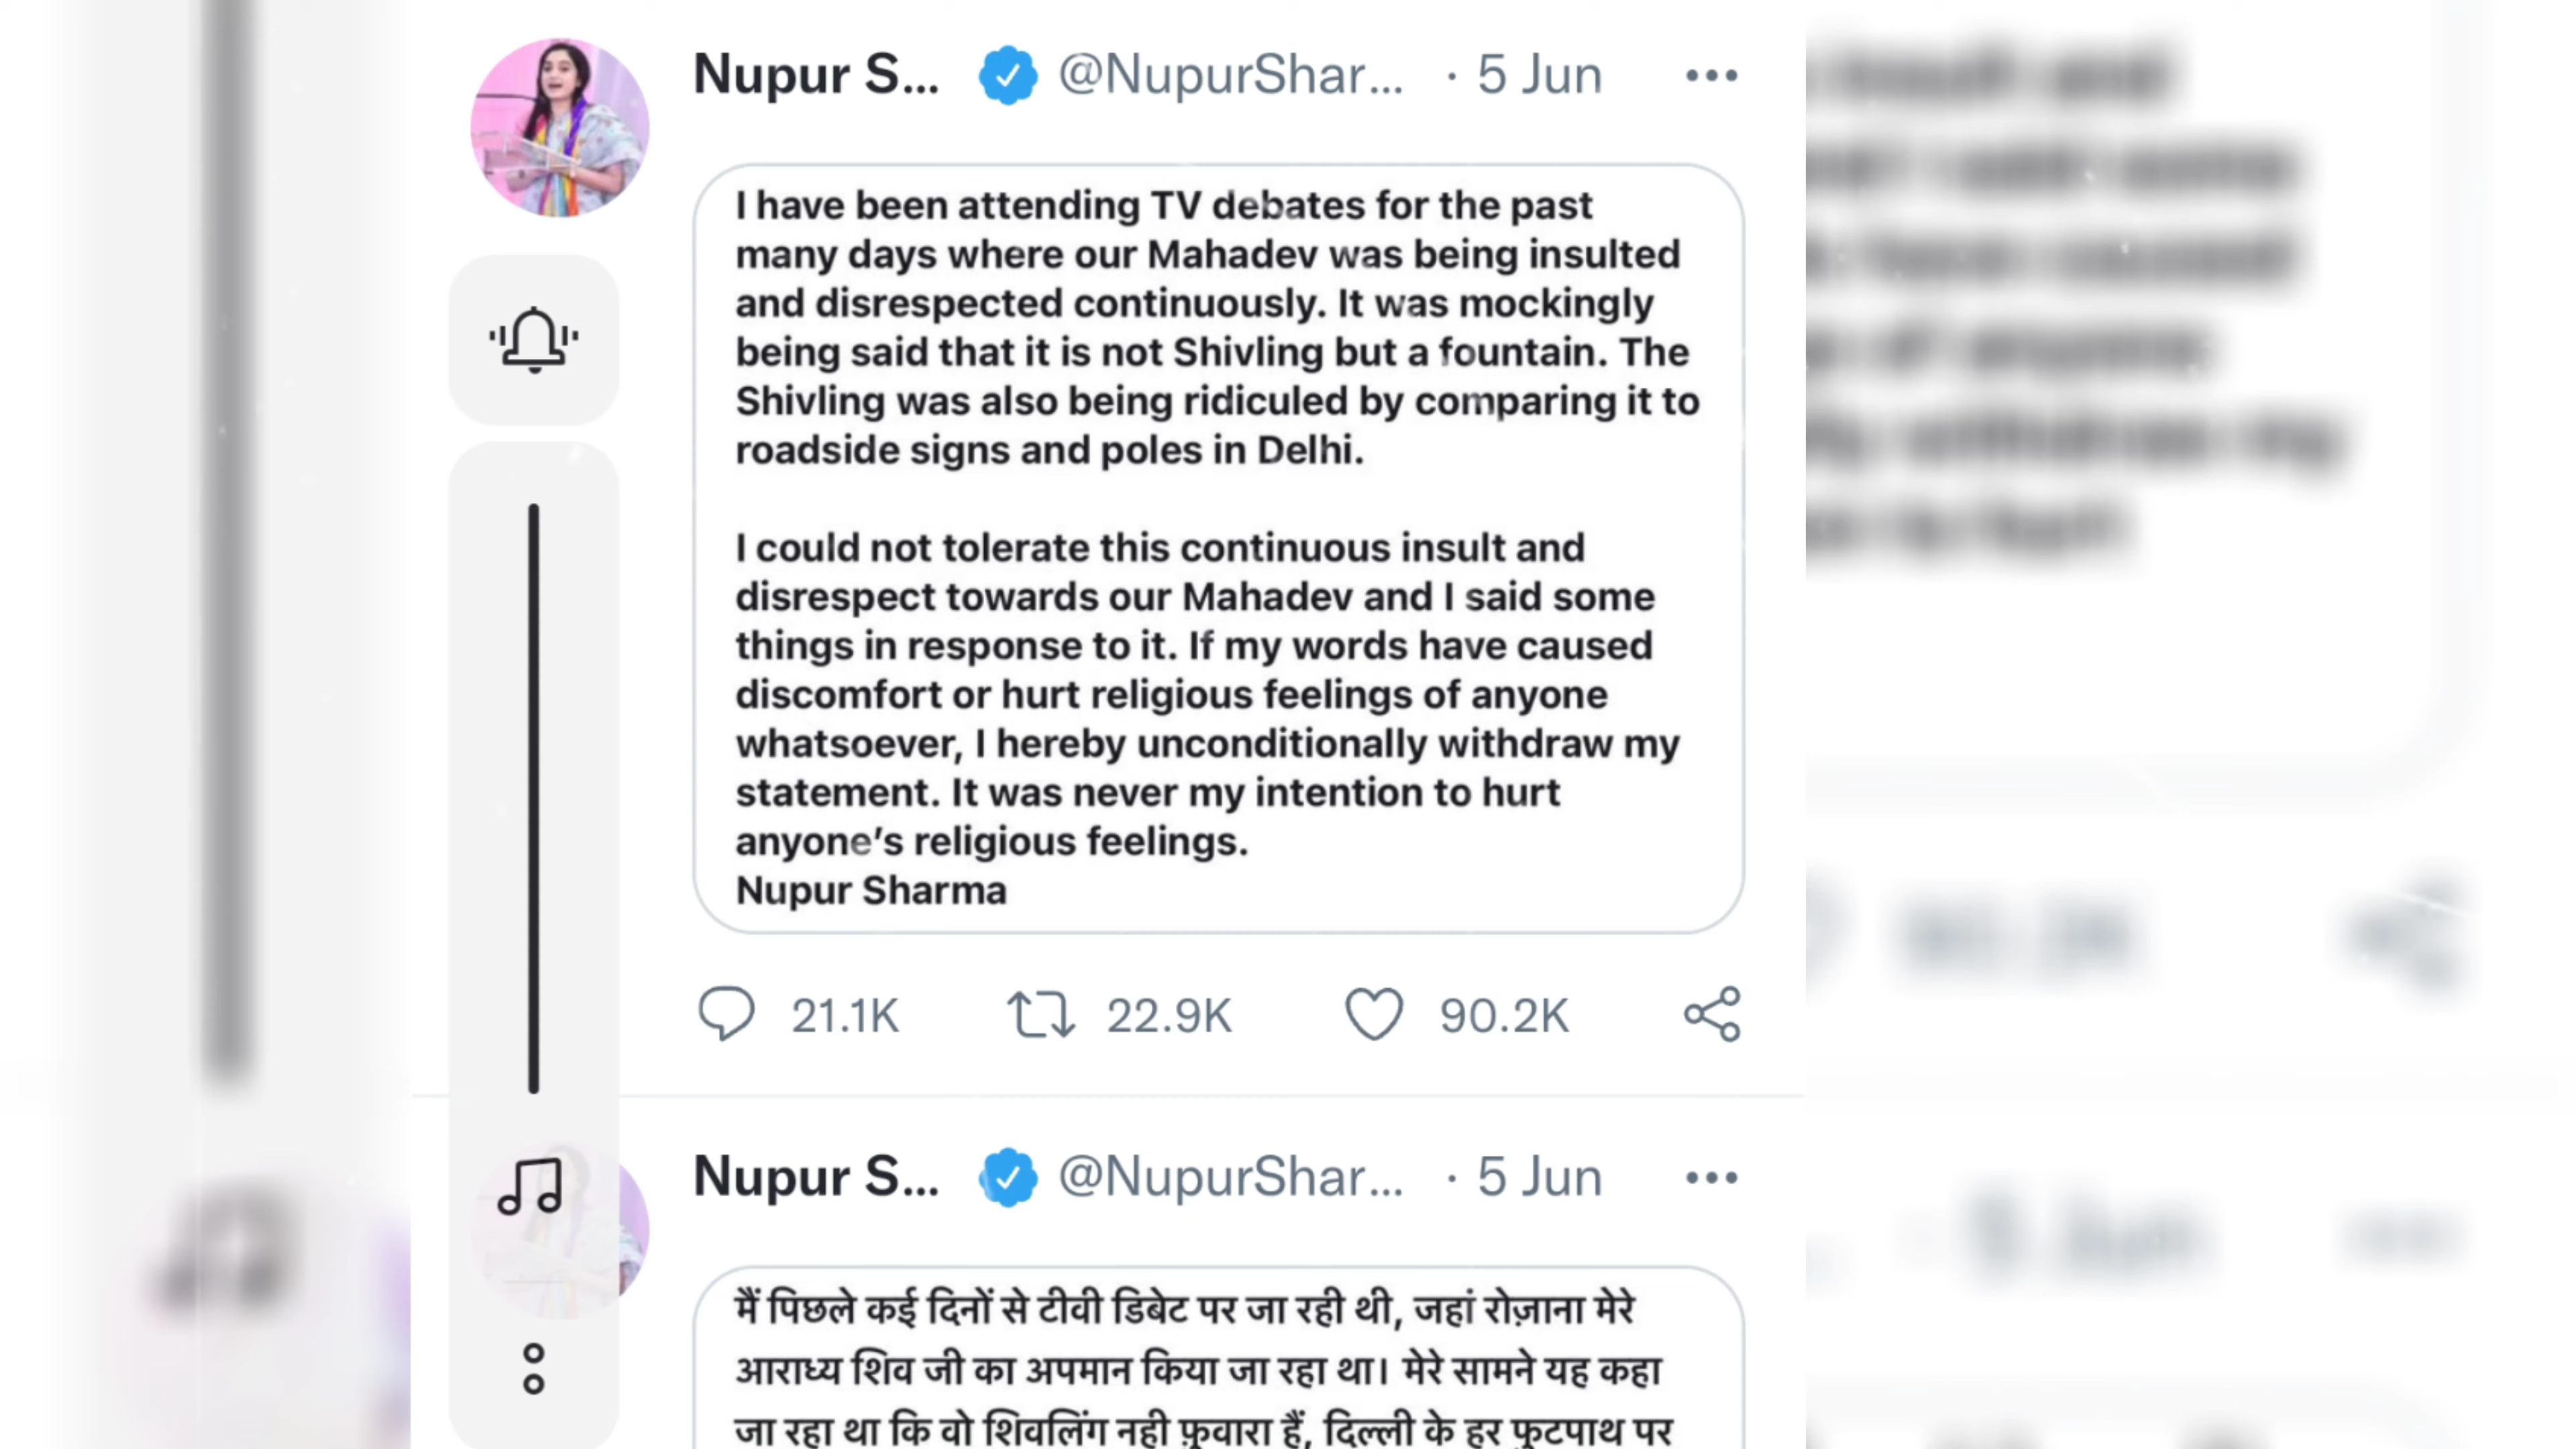 Nupur S... @NupurShar... · 5 Jun
I have been attending TV debates for the past
many days where our Mahadev was being insulted
and disrespected continuously. It was mockingly
being said that it is not Shivling but a fountain. The
Shivling was also being ridiculed by comparing it to
roadside signs and poles in Delhi.
I could not tolerate this continuous insult and
disrespect towards our Mahadev and I said some
things in response to it. If my words have caused
discomfort or hurt religious feelings of anyone
whatsoever, I hereby unconditionally withdraw my
statement. It was never my intention to hurt
anyone’s religious feelings.
Nupur Sharma
21.1K 22.9K 90.2K
Nupur S... @NupurShar... · 5 Jun
मैं पिछले कई दिनों से टीवी डिबेट पर जा रही थी, जहां रोज़ाना मेरे
आराध्य शिव जी का अपमान किया जा रहा था। मेरे सामने यह कहा
जा रहा था कि वो शिवलिंग नही फ़ुवारा हैं, दिल्ली के हर फुटपाथ पर